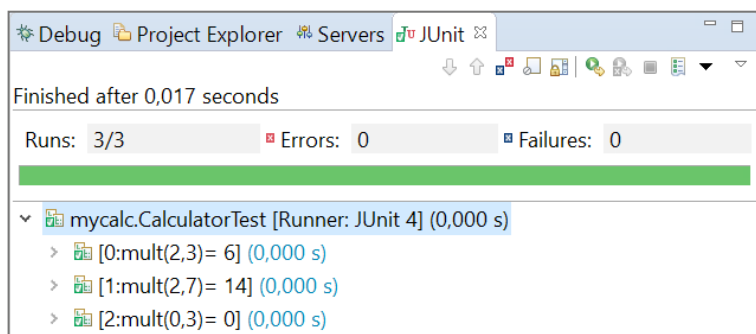 Debug Project Explorer Servers JUnit
Finished after 0,017 seconds
Runs: 3/3 Errors: 0 Failures: 0
mycalc.CalculatorTest [Runner: JUnit 4] (0,000 s)
[0:mult(2,3)= 6] (0,000 s)
[1:mult(2,7)= 14] (0,000 s)
[2:mult(0,3)= 0] (0,000 s)